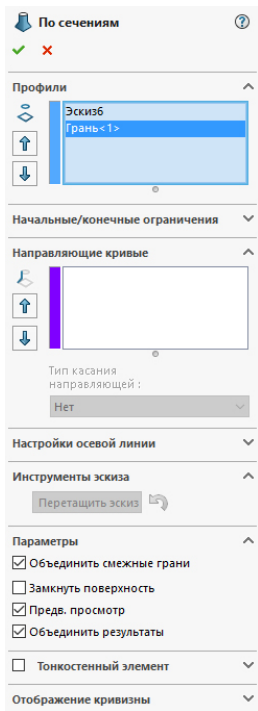 По сечениям
Профили
Эскиз6
Грань<1>
Начальные/конечные ограничения
Направляющие кривые
Тип касания
направляющей :
Нет
Настройки осевой линии
Инструменты эскиза
Перетащить эскиз
Параметры
Объединить смежные грани
Замкнуть поверхность
Предв. просмотр
Объединить результаты
Тонкостенный элемент
Отображение кривизны